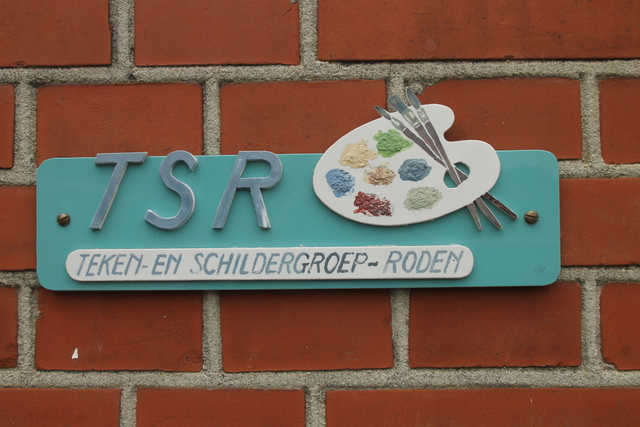 TSR
TEKEN- EN SCHILDERGROEP~RODEN